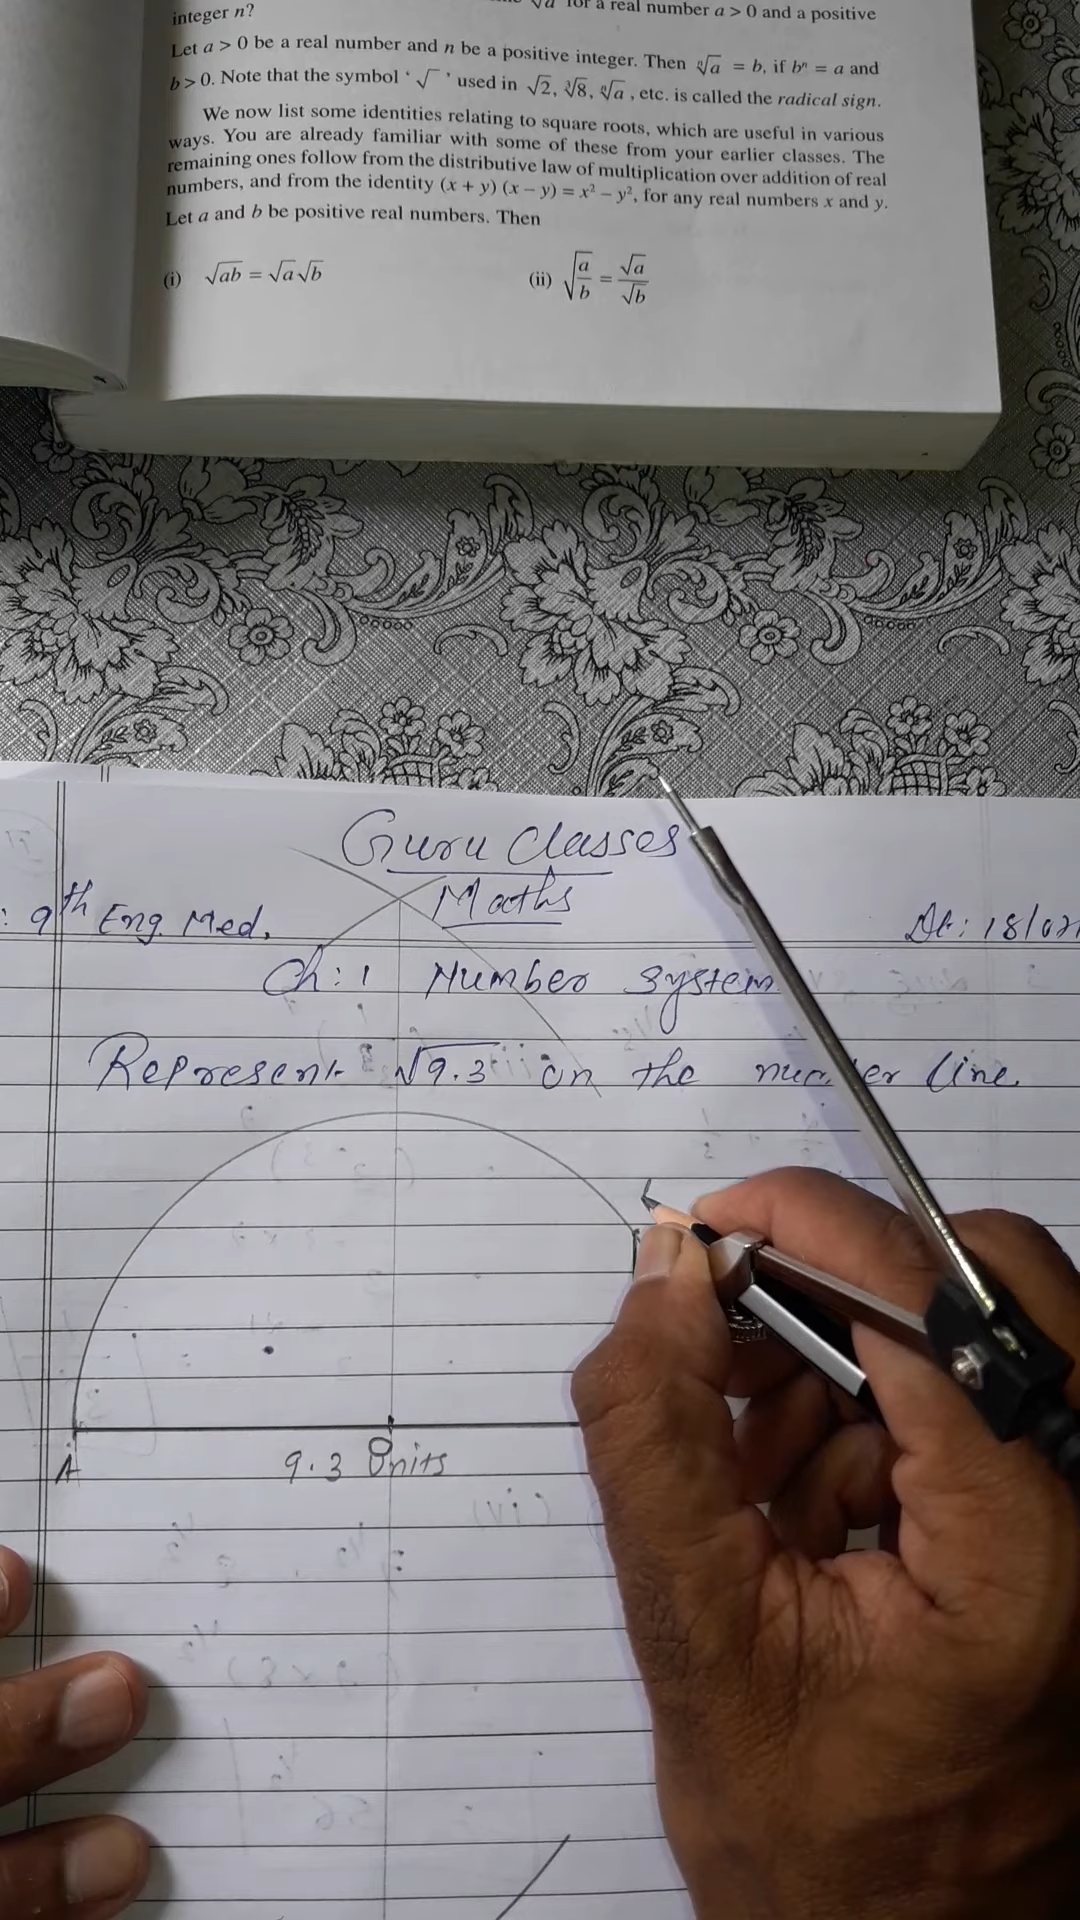 for a real number a > 0 and a positive
integer n?
Let a > 0 be a real number and n be a positive integer. Then ⁿ√a = b, if bⁿ = a and
b > 0. Note that the symbol ‘√ ’ used in √2, ³√8, ⁿ√a, etc. is called the radical sign.
We now list some identities relating to square roots, which are useful in various
ways. You are already familiar with some of these from your earlier classes. The
remaining ones follow from the distributive law of multiplication over addition of real
numbers, and from the identity (x + y) (x – y) = x² – y², for any real numbers x and y.
Let a and b be positive real numbers. Then
(i) √ab = √a√b (ii) √(a/b) = √a/√b
Guru Classes
Maths
: 9th Eng. Med.
Dt: 18/02
Ch: 1 Number System
Represent √9.3 on the line.
A
9.3 Units